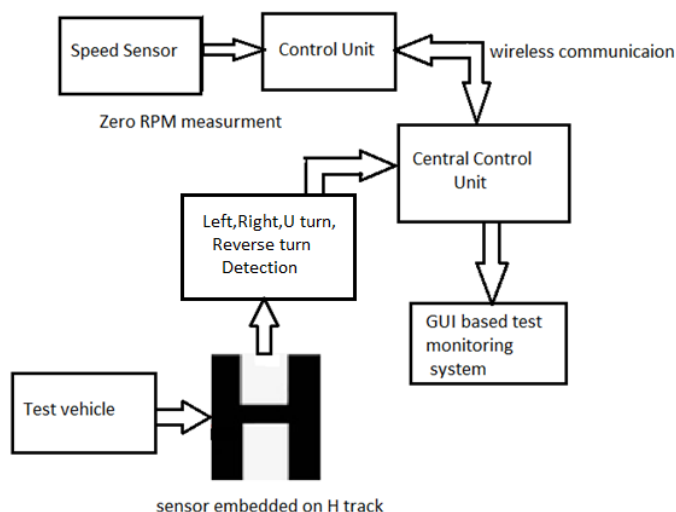 Speed Sensor
Control Unit
wireless communicaion
Zero RPM measurment
Central Control
Unit
Left,Right,U turn,
Reverse turn
Detection
GUI based test
monitoring
system
Test vehicle
H
sensor embedded on H track